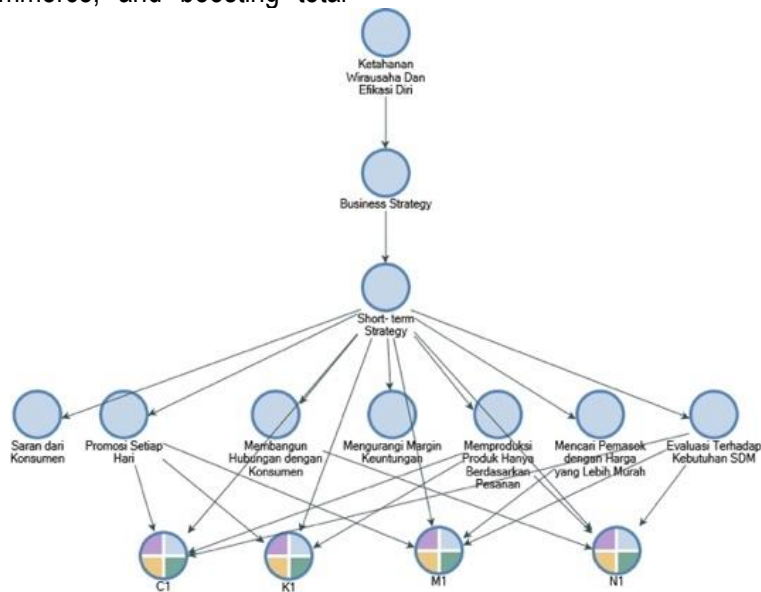 mmerce, and boosting total
Ketahanan
Wirausaha Dan
Efikasi Diri
Business Strategy
Short- term
Strategy
Saran dari
Konsumen
Promosi Setiap
Hari
Membangun
Hubungan dengan
Konsumen
Mengurangi Margin
Keuntungan
Memproduksi
Produk Hanya
Berdasarkan
Pesanan
Mencari Pemasok
dengan Harga
yang Lebih Murah
Evaluasi Terhadap
Kebutuhan SDM
C1
K1
M1
N1